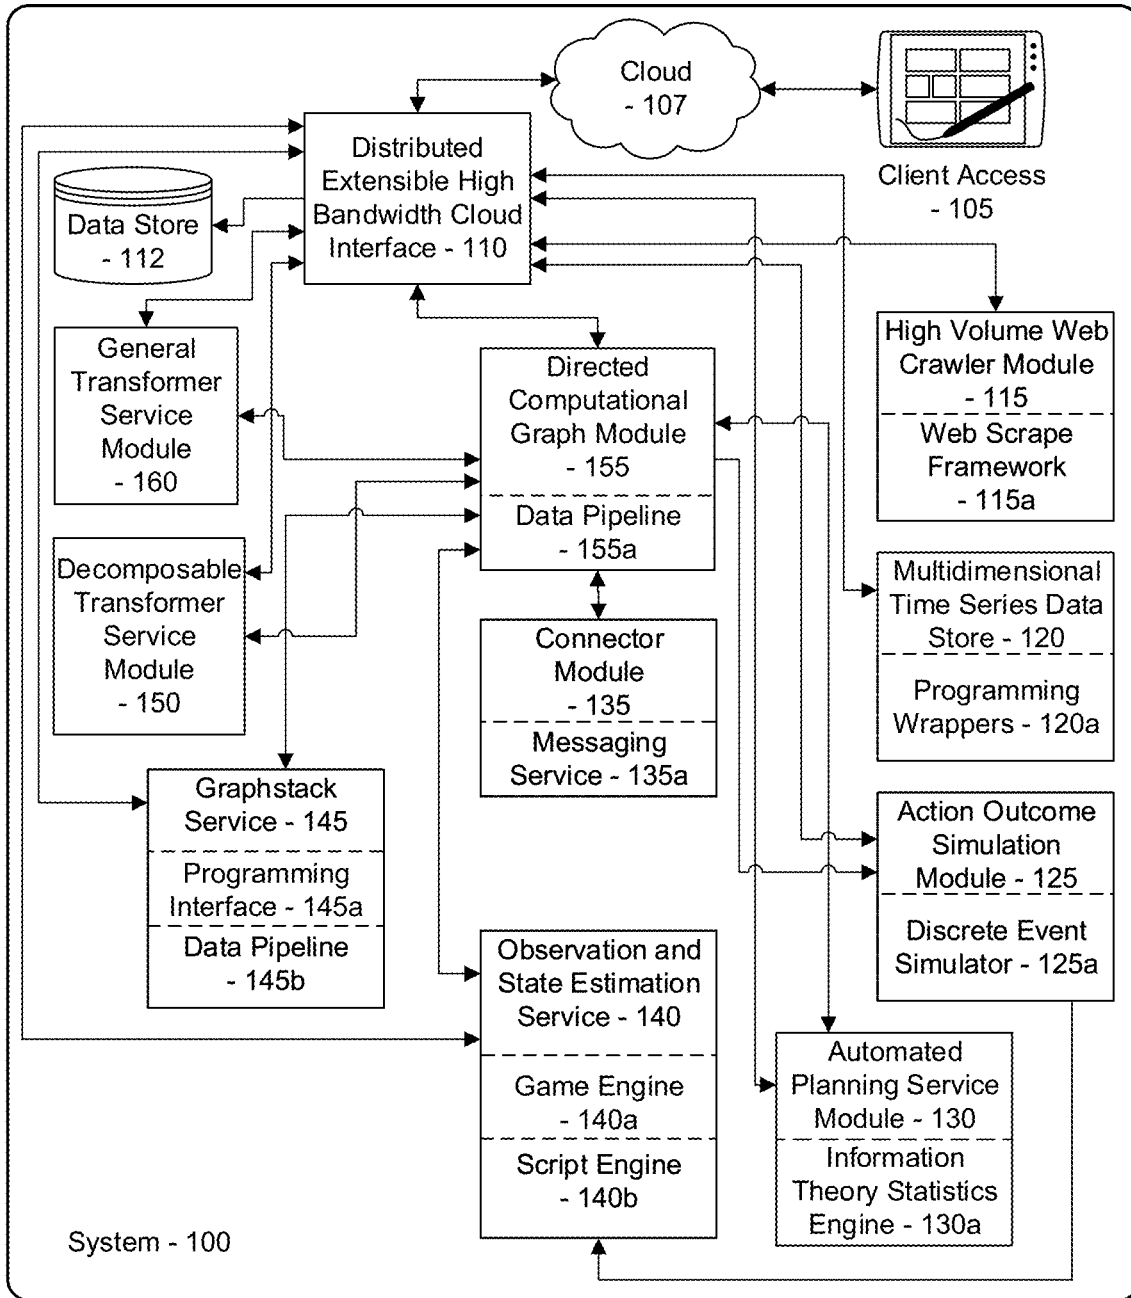 Cloud
- 107
Client Access
- 105
Distributed
Extensible High
Bandwidth Cloud
Interface - 110
Data Store
- 112
General
Transformer
Service
Module
- 160
Directed
Computational
Graph Module
- 155
Data Pipeline
- 155a
High Volume Web
Crawler Module
- 115
Web Scrape
Framework
- 115a
Decomposable
Transformer
Service
Module
- 150
Connector
Module
- 135
Messaging
Service - 135a
Multidimensional
Time Series Data
Store - 120
Programming
Wrappers - 120a
Graphstack
Service - 145
Programming
Interface - 145a
Data Pipeline
- 145b
Action Outcome
Simulation
Module - 125
Discrete Event
Simulator - 125a
Observation and
State Estimation
Service - 140
Game Engine
- 140a
Script Engine
- 140b
Automated
Planning Service
Module - 130
Information
Theory Statistics
Engine - 130a
System - 100